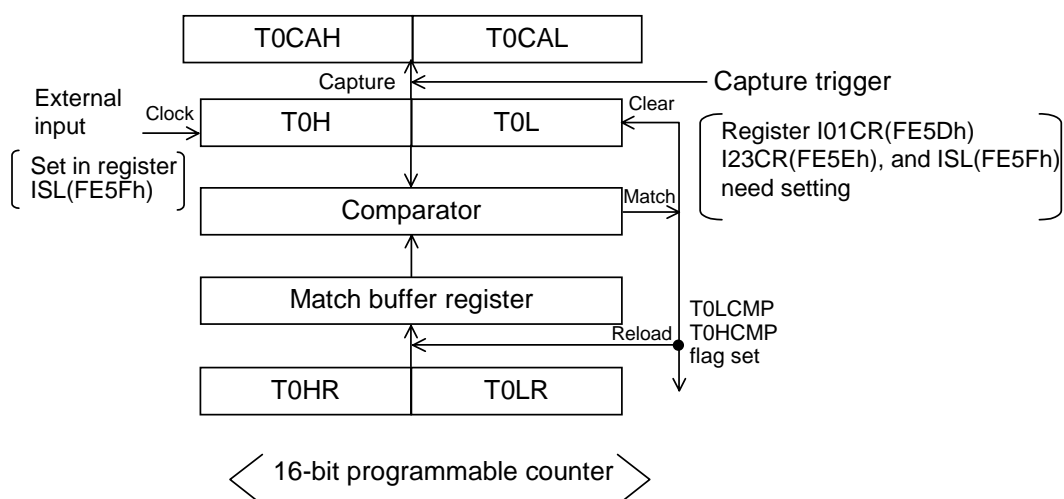 T0CAH T0CAL
Capture
Capture trigger
External
input
Clock
T0H T0L
Clear
Set in register
ISL(FE5Fh)
Register I01CR(FE5Dh)
I23CR(FE5Eh), and ISL(FE5Fh)
need setting
Comparator
Match
Match buffer register
T0LCMP
T0HCMP
flag set
Reload
T0HR T0LR
16-bit programmable counter